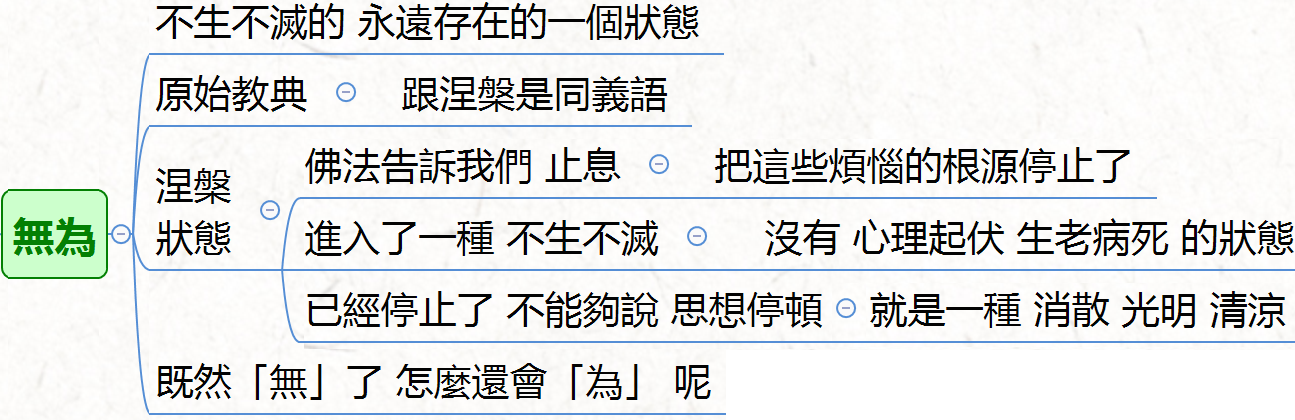 不生不滅的 永遠存在的一個狀態
原始教典 跟涅槃是同義語
佛法告訴我們 止息 把這些煩惱的根源停止了
涅槃
狀態
無為
進入了一種 不生不滅 沒有 心理起伏 生老病死 的狀態
已經停止了 不能夠說 思想停頓 就是一種 消散 光明 清涼
既然「無」了 怎麼還會「為」 呢